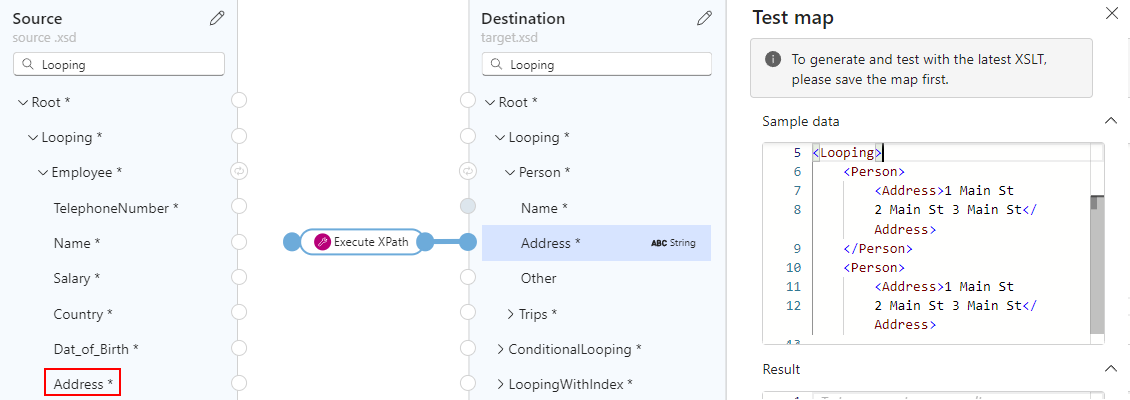 Source
source .xsd
Looping
Root *
Looping *
Employee *
TelephoneNumber *
Name *
Salary *
Country *
Dat_of_Birth *
Address *
Execute XPath
Destination
target.xsd
Looping
Root *
Looping *
Person *
Name *
Address * ABC String
Other
Trips *
ConditionalLooping *
LoopingWithIndex *
Test map
To generate and test with the latest XSLT,
please save the map first.
Sample data
5 <Looping>
6 <Person>
7 <Address>1 Main St
8 2 Main St 3 Main St</
Address>
9 </Person>
10 <Person>
11 <Address>1 Main St
12 2 Main St 3 Main St</
Address>
Result